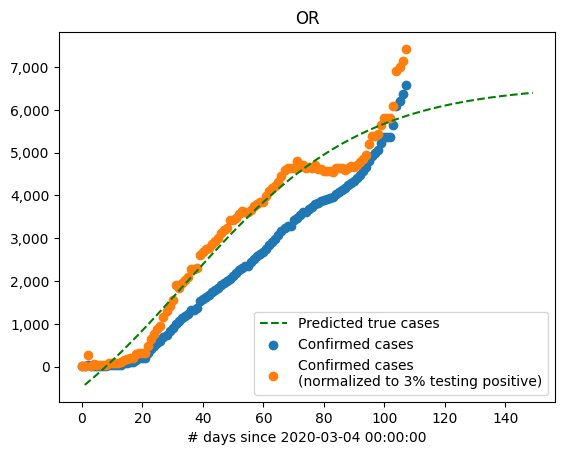 OR
7,000
6,000
5,000
4,000
3,000
2,000
1,000
0
Predicted true cases
Confirmed cases
Confirmed cases
(normalized to 3% testing positive)
0 20 40 60 80 100 120 140
# days since 2020-03-04 00:00:00